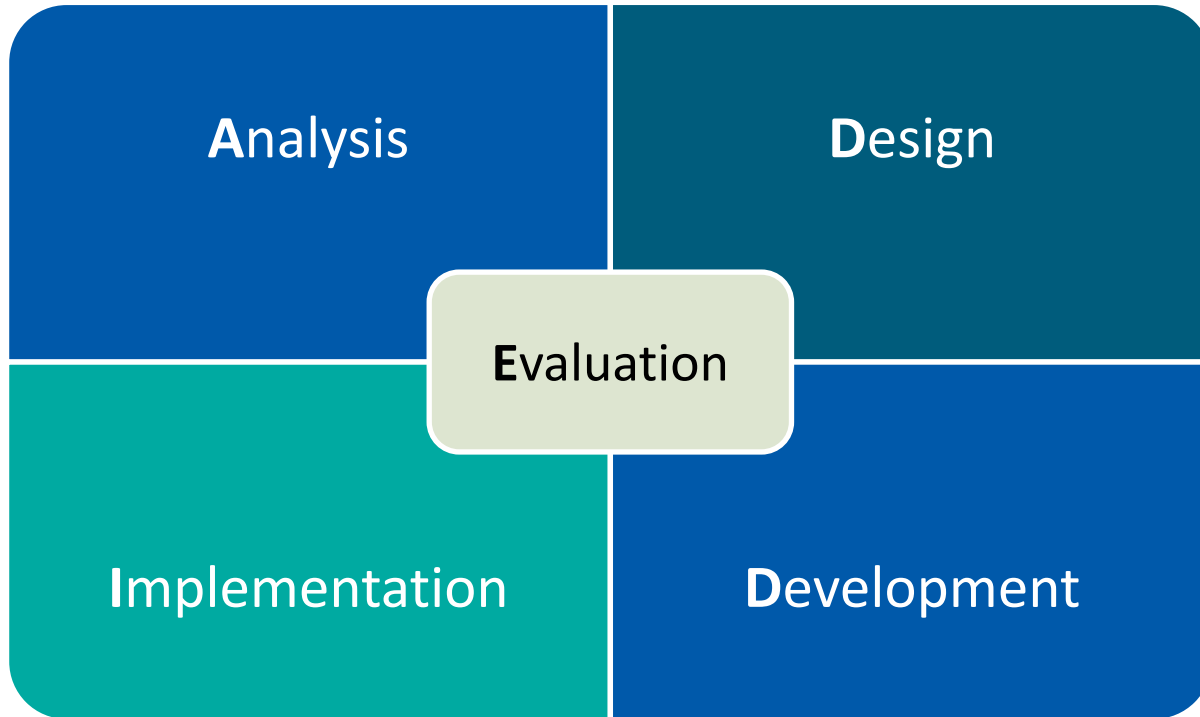 Analysis
Design
Evaluation
Implementation
Development